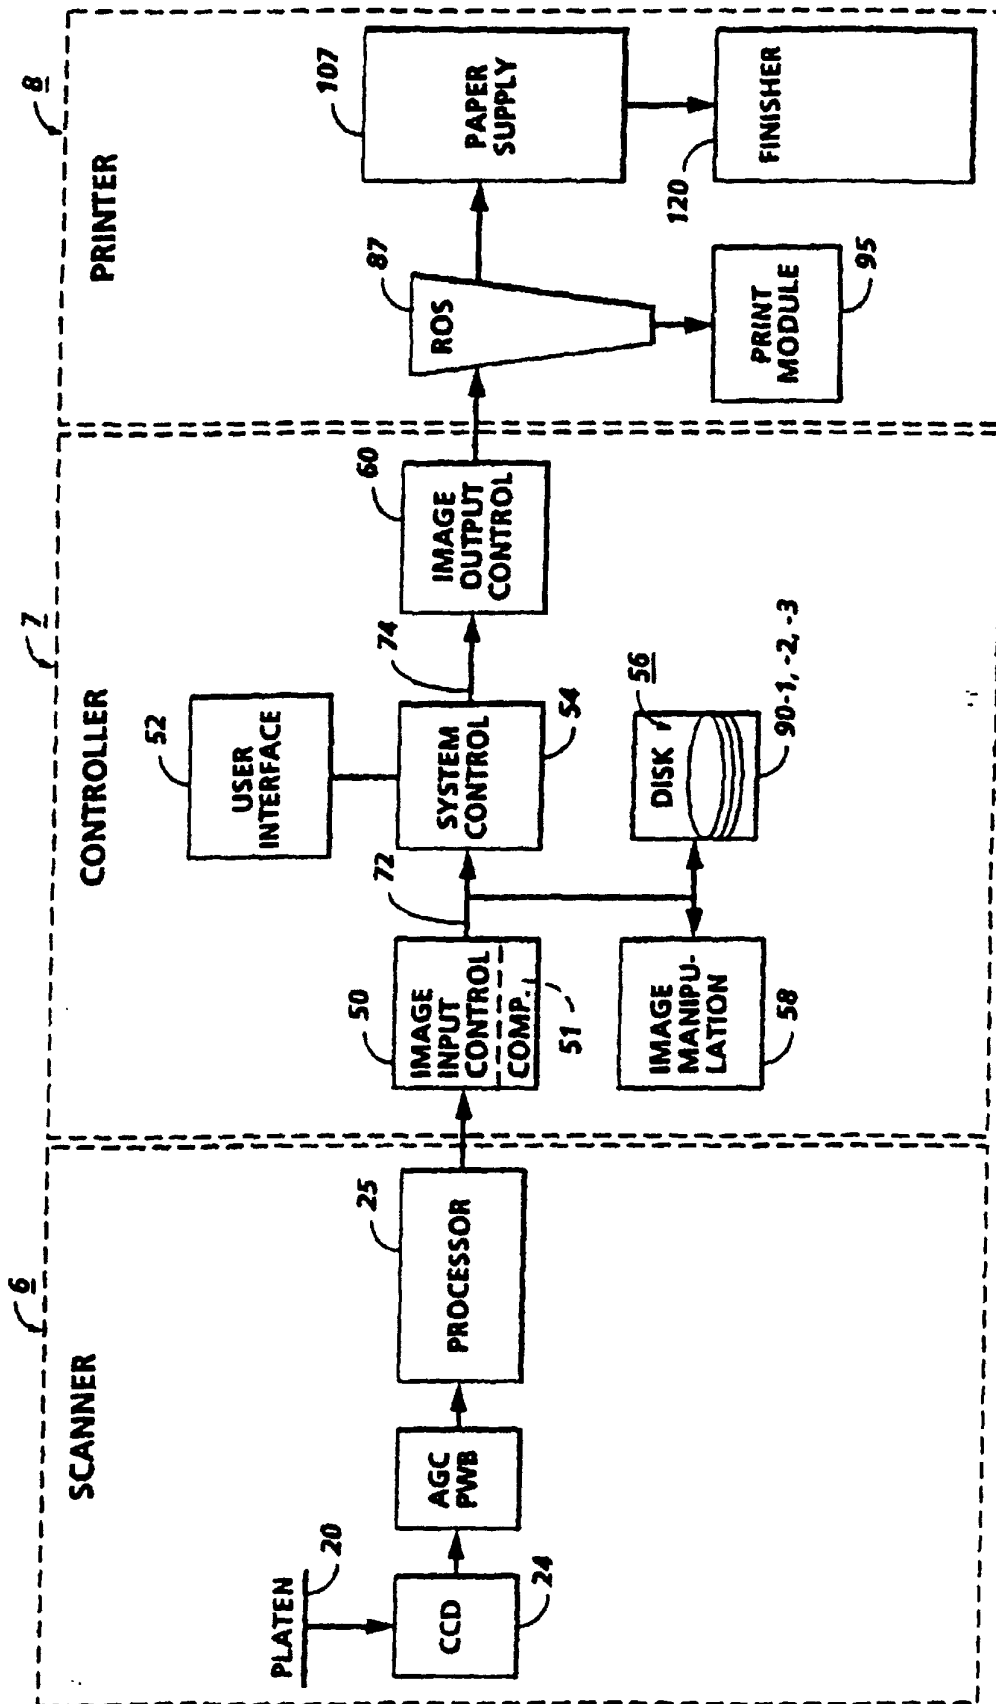 6
SCANNER
PLATEN
20
CCD
24
AGC
PWB
PROCESSOR
25
7
CONTROLLER
IMAGE
INPUT
CONTROL
COMP.
50
51
72
USER
INTERFACE
52
SYSTEM
CONTROL
54
74
IMAGE
OUTPUT
CONTROL
60
IMAGE
MANIPU-
LATION
58
DISK
56
90-1, -2, -3
8
PRINTER
ROS
87
PRINT
MODULE
95
PAPER
SUPPLY
107
FINISHER
120